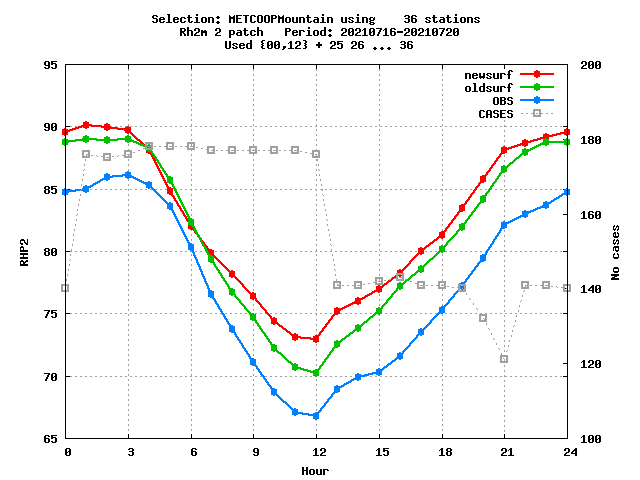 Selection: METCOOPMountain using    36 stations
Rh2m 2 patch   Period: 20210716-20210720
Used {00,12} + 25 26 ... 36
95 200
newsurf
oldsurf
OBS
CASES
90 180
85 160
80
RHP2
No cases
75 140
70 120
65 100
0 3 6 9 12 15 18 21 24
Hour